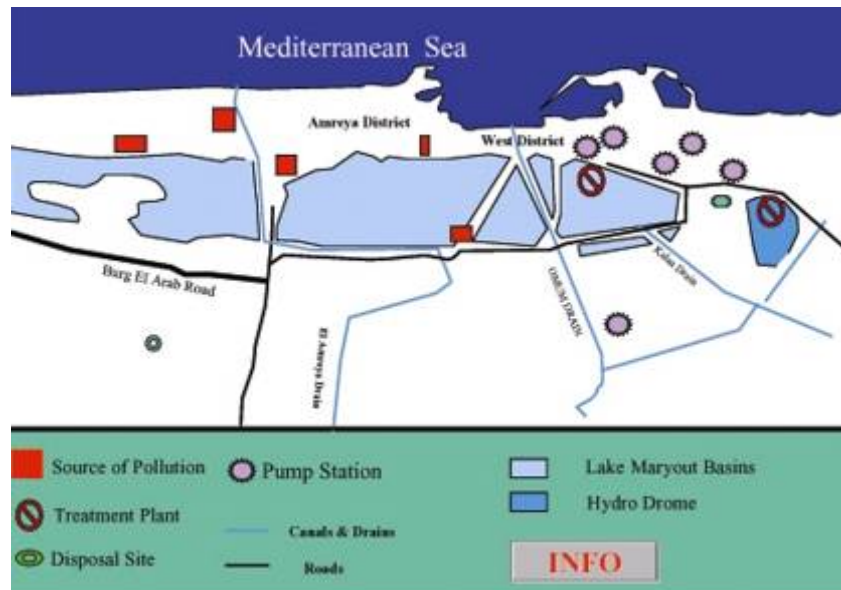 Mediterranean Sea
Amreya District
West District
Burg El Arab Road
El Amreya Drain
OMUM DRAIN
Kalaa Drain
Source of Pollution
Pump Station
Lake Maryout Basins
Treatment Plant
Canals & Drains
Hydro Drome
Disposal Site
Roads
INFO